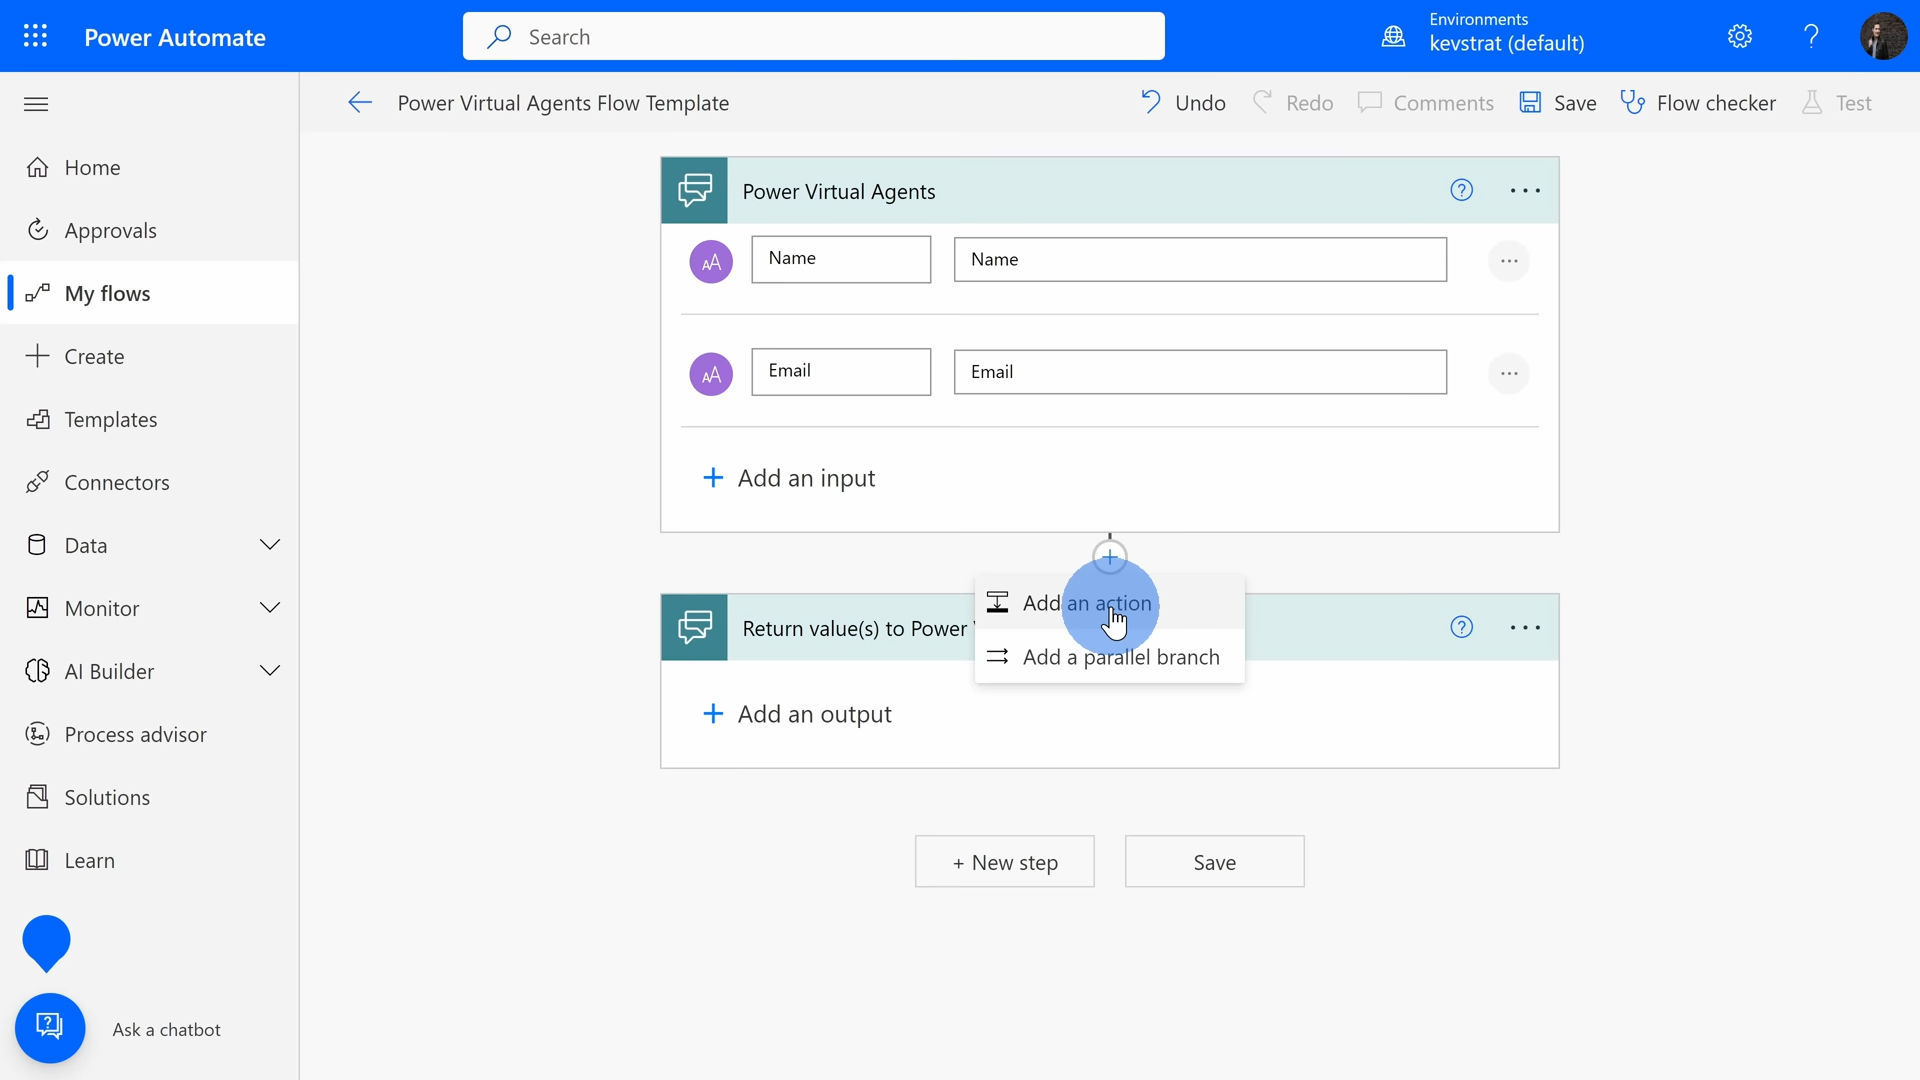 Power Automate
Search
Environments
kevstrat (default)
?
Power Virtual Agents Flow Template
Undo
Redo
Comments
Save
Flow checker
Test
Home
Approvals
My flows
Create
Templates
Connectors
Data
Monitor
AI Builder
Process advisor
Solutions
Learn
Ask a chatbot
Power Virtual Agents
?
AA
Name
Name
AA
Email
Email
+ Add an input
+
Add an action
Add a parallel branch
Return value(s) to Power
?
+ Add an output
+ New step
Save